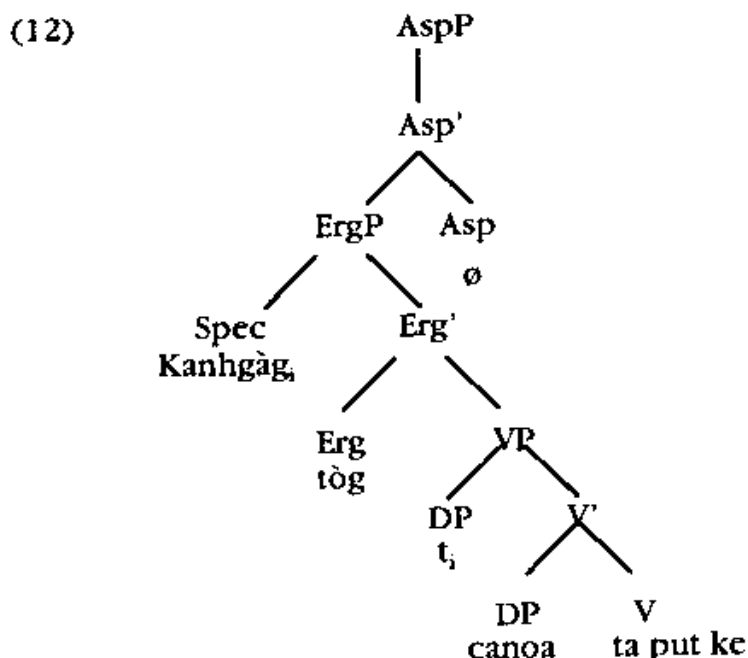 (12) AspP
Asp'
ErgP Asp
ø
Spec Erg'
Kanhgàgᵢ
Erg VP
tòg
DP V'
tᵢ
DP V
canoa ta put ke